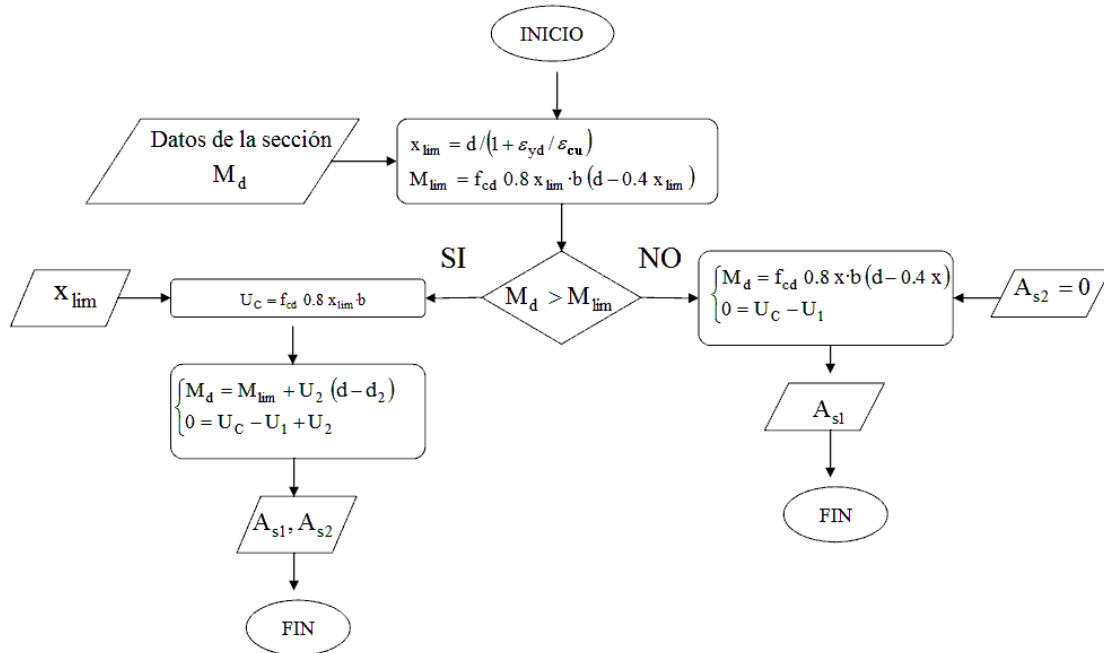 INICIO
Datos de la sección
M_d
x_lim = d/(1 + ε_yd/ε_cu)
M_lim = f_cd 0.8 x_lim·b (d − 0.4 x_lim)
SI
NO
x_lim
U_C = f_cd 0.8 x_lim·b
M_d > M_lim
{M_d = f_cd 0.8 x·b (d − 0.4 x)
0 = U_C − U_1
A_s2 = 0
{M_d = M_lim + U_2 (d − d_2)
0 = U_C − U_1 + U_2
A_s1
A_s1, A_s2
FIN
FIN